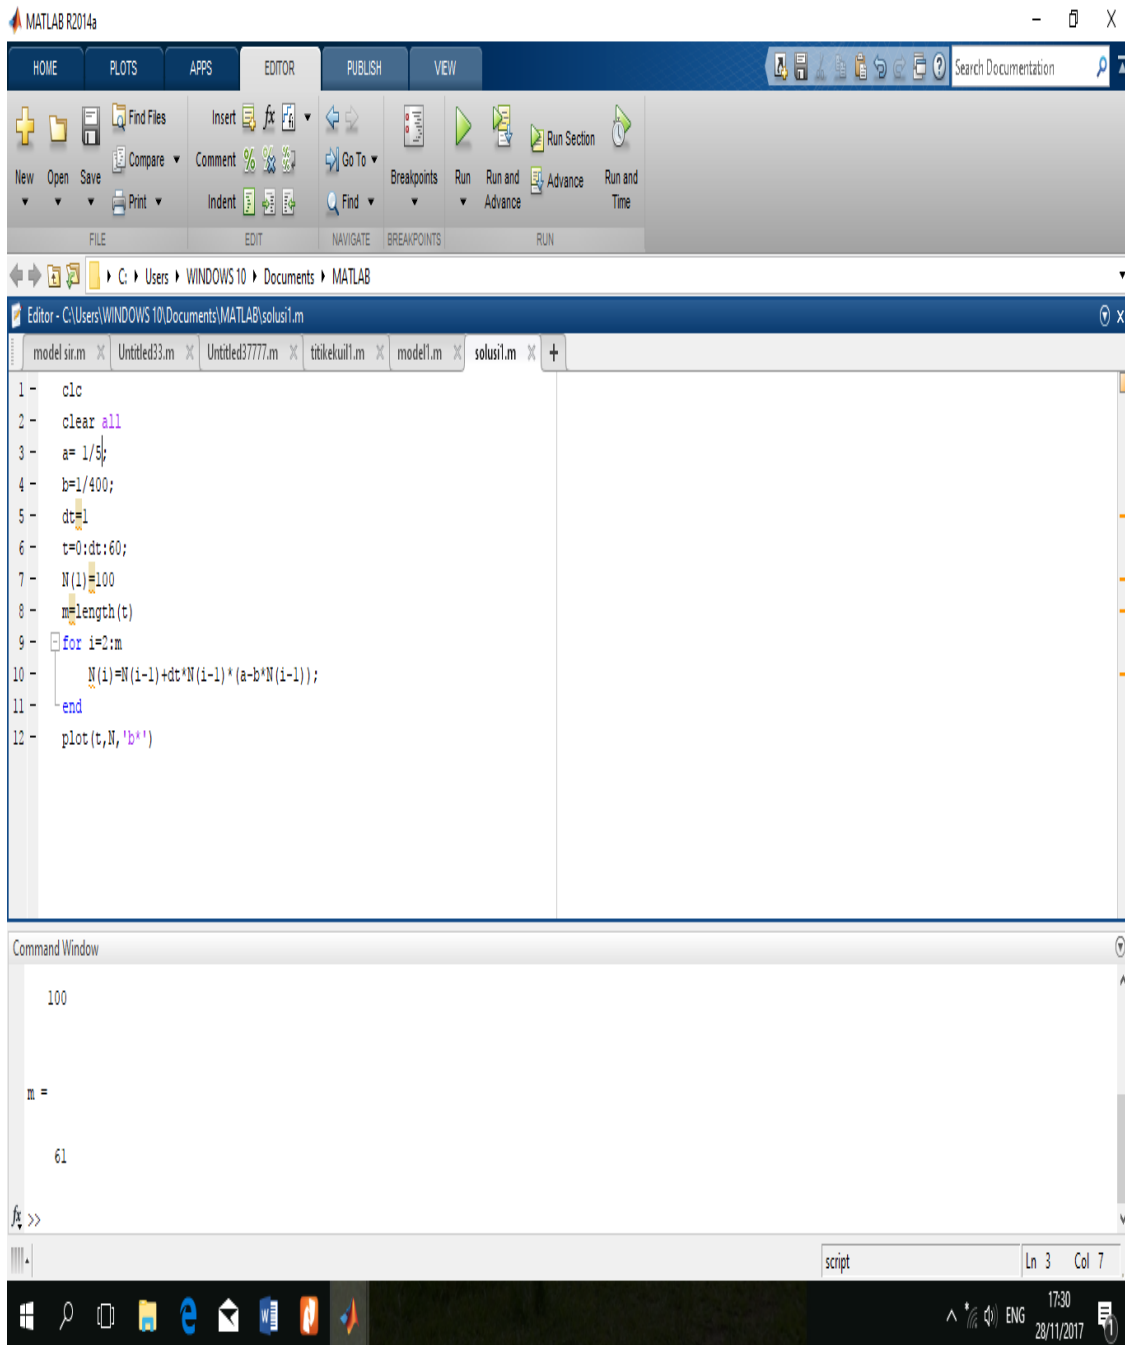 MATLAB R2014a
HOME PLOTS APPS EDITOR PUBLISH VIEW
Search Documentation
Find Files Insert fx
Compare Comment Go To
New Open Save Breakpoints Run Run and Advance Run Section Advance Run and Time
Print Indent Find
FILE EDIT NAVIGATE BREAKPOINTS RUN
C: Users WINDOWS 10 Documents MATLAB
Editor - C:\Users\WINDOWS 10\Documents\MATLAB\solusi1.m
model sir.m Untitled33.m Untitled37777.m titikekuil1.m model1.m solusi1.m +
1 - clc
2 - clear all
3 - a= 1/5;
4 - b=1/400;
5 - dt=1
6 - t=0:dt:60;
7 - N(1)=100
8 - m=length(t)
9 - for i=2:m
10 - N(i)=N(i-1)+dt*N(i-1)*(a-b*N(i-1));
11 - end
12 - plot(t,N,'b*')
Command Window
100
m =
61
fx >>
script Ln 3 Col 7
ENG 17:30
28/11/2017 1